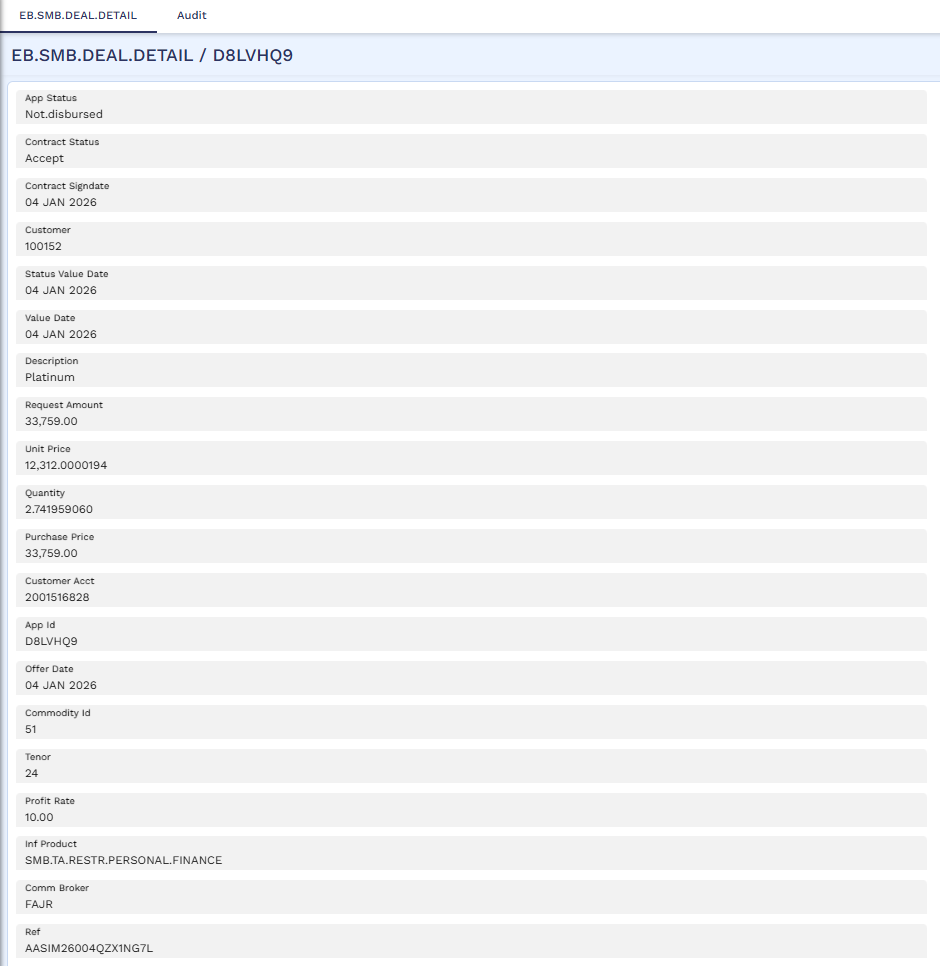 EB.SMB.DEAL.DETAIL Audit
EB.SMB.DEAL.DETAIL / D8LVHQ9
App Status
Not.disbursed
Contract Status
Accept
Contract Signdate
04 JAN 2026
Customer
100152
Status Value Date
04 JAN 2026
Value Date
04 JAN 2026
Description
Platinum
Request Amount
33,759.00
Unit Price
12,312.0000194
Quantity
2.741959060
Purchase Price
33,759.00
Customer Acct
2001516828
App Id
D8LVHQ9
Offer Date
04 JAN 2026
Commodity Id
51
Tenor
24
Profit Rate
10.00
Inf Product
SMB.TA.RESTR.PERSONAL.FINANCE
Comm Broker
FAJR
Ref
AASIM26004QZX1NG7L